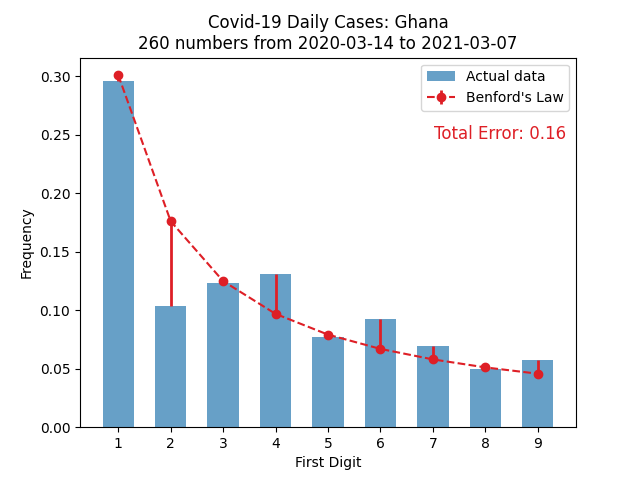 Covid-19 Daily Cases: Ghana
260 numbers from 2020-03-14 to 2021-03-07
Actual data
Benford's Law
Total Error: 0.16
0.30
0.25
0.20
0.15
0.10
0.05
0.00
Frequency
1 2 3 4 5 6 7 8 9
First Digit